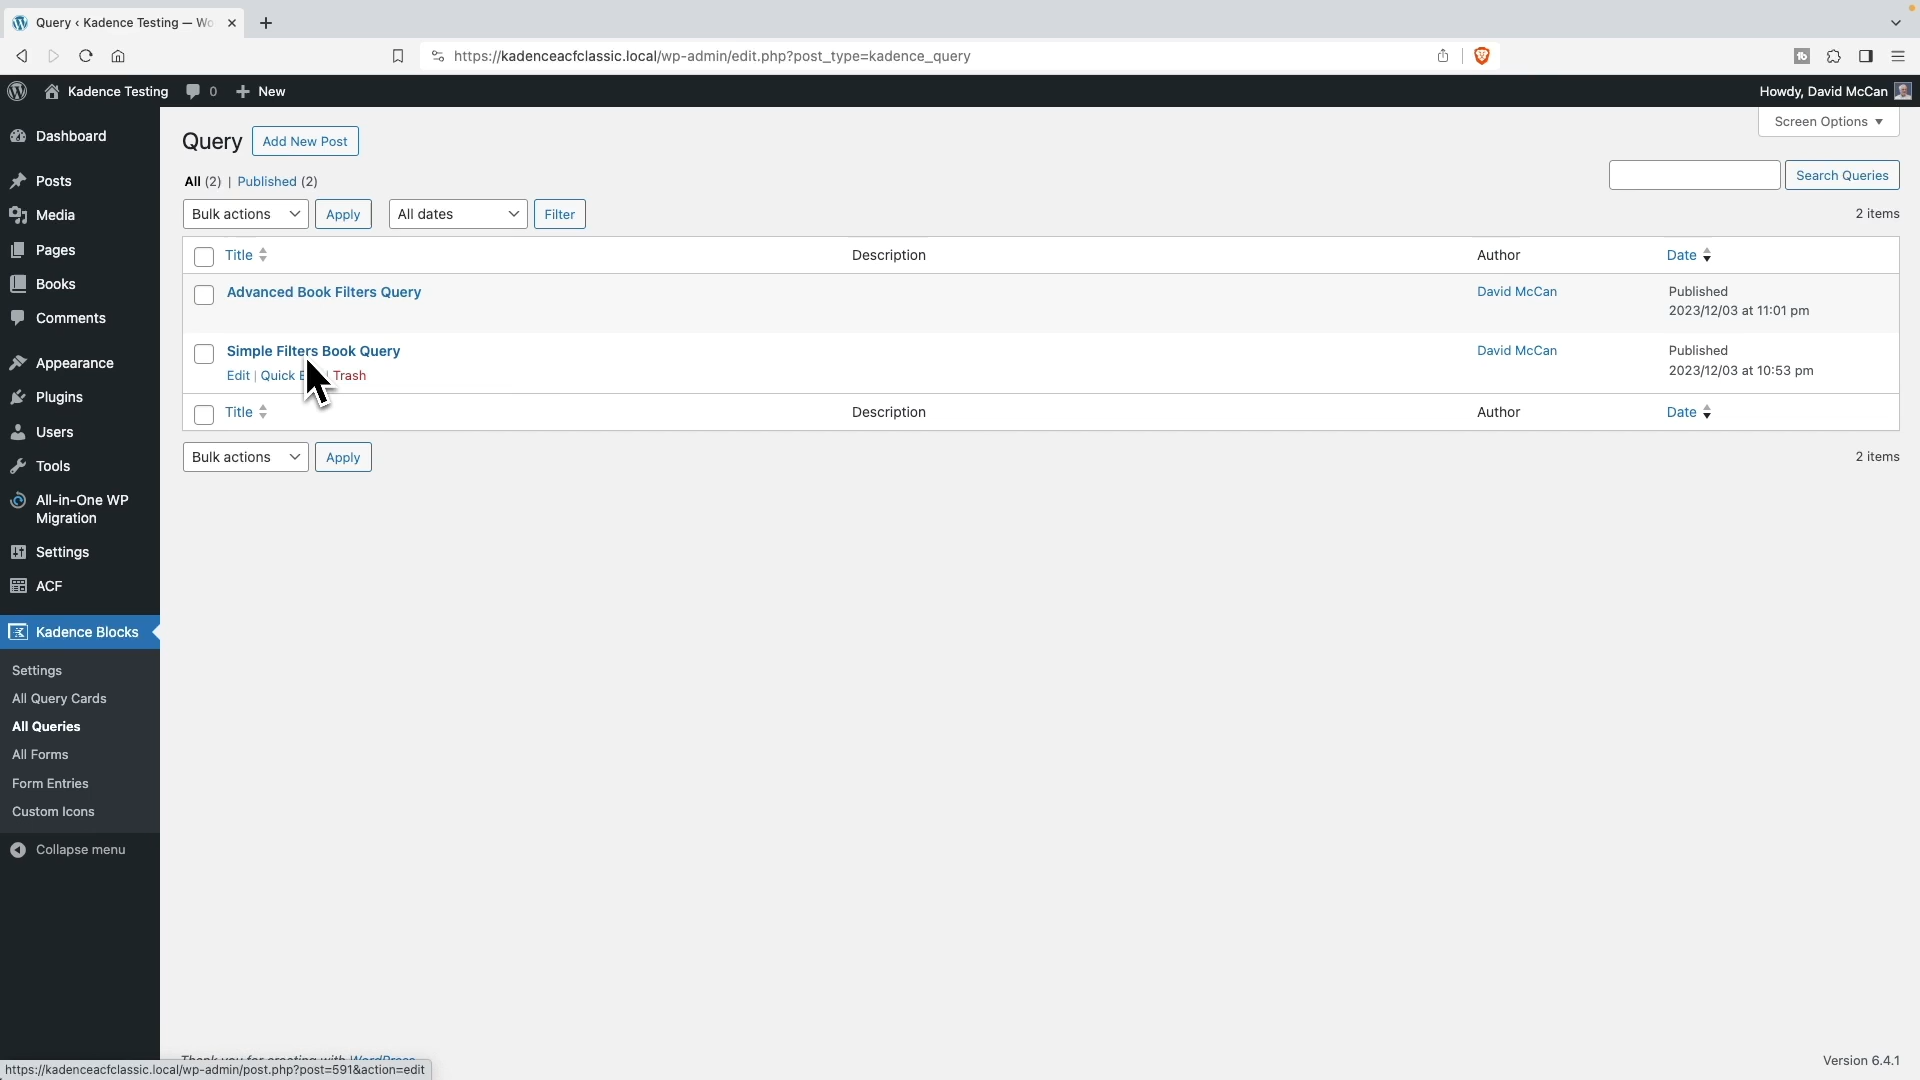 Query ‹ Kadence Testing — Wo
https://kadenceacfclassic.local/wp-admin/edit.php?post_type=kadence_query
Kadence Testing 0 New Howdy, David McCan
Screen Options
Dashboard
Posts
Media
Pages
Books
Comments
Appearance
Plugins
Users
Tools
All-in-One WP
Migration
Settings
ACF
Kadence Blocks
Settings
All Query Cards
All Queries
All Forms
Form Entries
Custom Icons
Collapse menu
Query Add New Post
All (2) | Published (2)
Search Queries
Bulk actions Apply All dates Filter 2 items
Title Description Author Date
Advanced Book Filters Query David McCan Published
2023/12/03 at 11:01 pm
Simple Filters Book Query David McCan Published
Edit | Quick E | Trash 2023/12/03 at 10:53 pm
Title Description Author Date
Bulk actions Apply 2 items
Thank you for creating with WordPress Version 6.4.1
https://kadenceacfclassic.local/wp-admin/post.php?post=591&action=edit